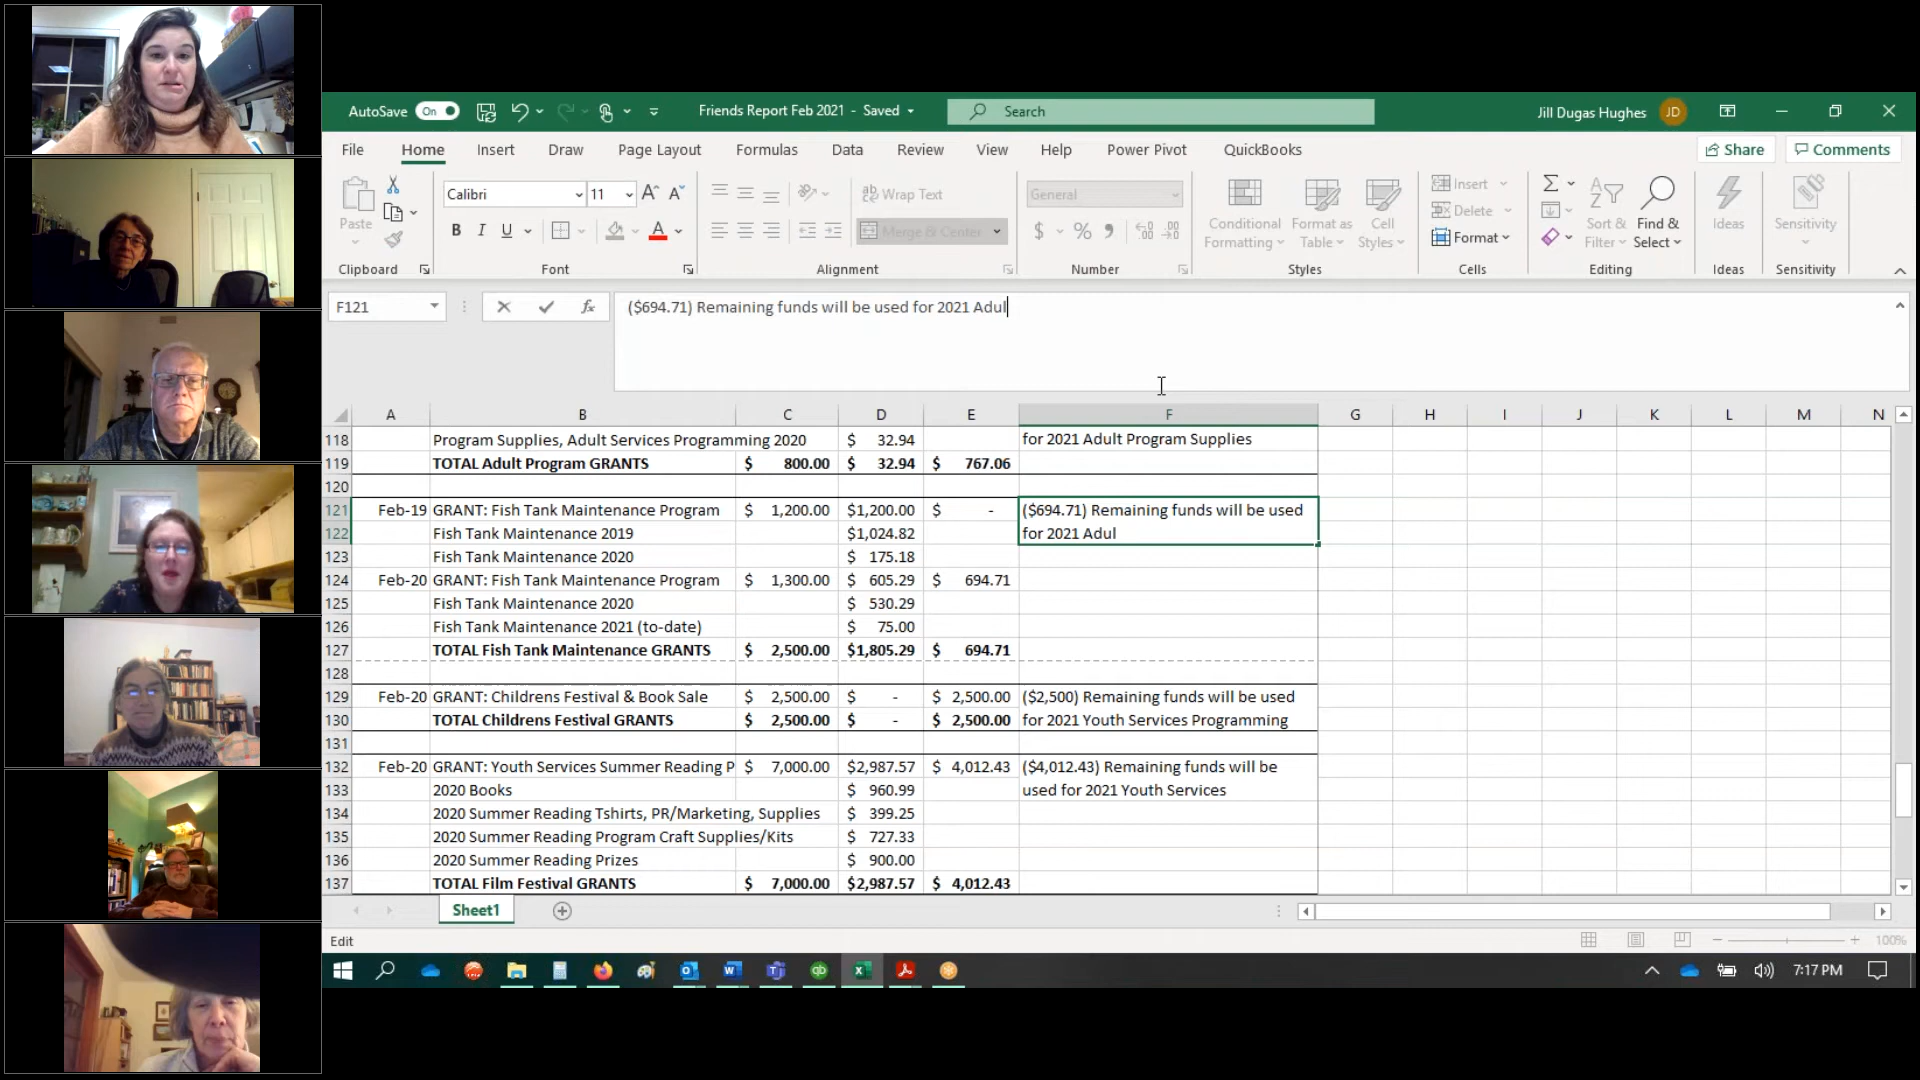 AutoSave On Friends Report Feb 2021 - Saved Search Jill Dugas Hughes JD
File Home Insert Draw Page Layout Formulas Data Review View Help Power Pivot QuickBooks Share Comments
Paste Calibri 11 Wrap Text Merge & Center General Conditional Formatting Format as Table Cell Styles Insert Delete Format Sort & Filter Find & Select Ideas Sensitivity
Clipboard Font Alignment Number Styles Cells Editing Ideas Sensitivity
F121 fx ($694.71) Remaining funds will be used for 2021 Adul
A B C D E F G H I J K L M N
118 Program Supplies, Adult Services Programming 2020 $ 32.94 for 2021 Adult Program Supplies
119 TOTAL Adult Program GRANTS $ 800.00 $ 32.94 $ 767.06
120
121 Feb-19 GRANT: Fish Tank Maintenance Program $ 1,200.00 $1,200.00 $ - ($694.71) Remaining funds will be used
122 Fish Tank Maintenance 2019 $1,024.82 for 2021 Adul
123 Fish Tank Maintenance 2020 $ 175.18
124 Feb-20 GRANT: Fish Tank Maintenance Program $ 1,300.00 $ 605.29 $ 694.71
125 Fish Tank Maintenance 2020 $ 530.29
126 Fish Tank Maintenance 2021 (to-date) $ 75.00
127 TOTAL Fish Tank Maintenance GRANTS $ 2,500.00 $1,805.29 $ 694.71
128
129 Feb-20 GRANT: Childrens Festival & Book Sale $ 2,500.00 $ - $ 2,500.00 ($2,500) Remaining funds will be used
130 TOTAL Childrens Festival GRANTS $ 2,500.00 $ - $ 2,500.00 for 2021 Youth Services Programming
131
132 Feb-20 GRANT: Youth Services Summer Reading P $ 7,000.00 $2,987.57 $ 4,012.43 ($4,012.43) Remaining funds will be
133 2020 Books $ 960.99 used for 2021 Youth Services
134 2020 Summer Reading Tshirts, PR/Marketing, Supplies $ 399.25
135 2020 Summer Reading Program Craft Supplies/Kits $ 727.33
136 2020 Summer Reading Prizes $ 900.00
137 TOTAL Film Festival GRANTS $ 7,000.00 $2,987.57 $ 4,012.43
Sheet1
Edit 100%
7:17 PM